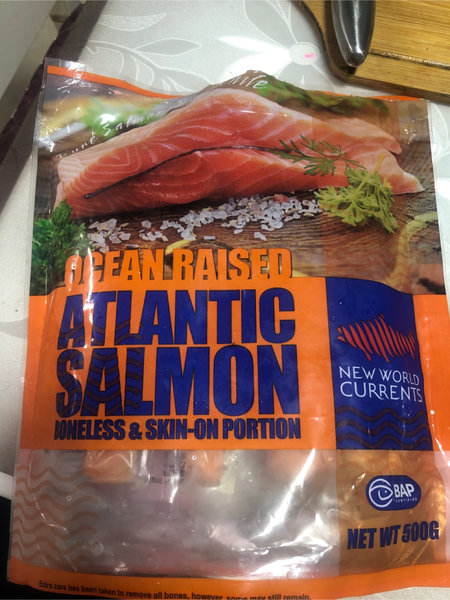 OCEAN RAISED
ATLANTIC
SALMON
BONELESS & SKIN-ON PORTION
NEW WORLD
CURRENTS
BAP
CERTIFIED
NET WT 500G
Extra care has been taken to remove all bones, however, some may still remain.